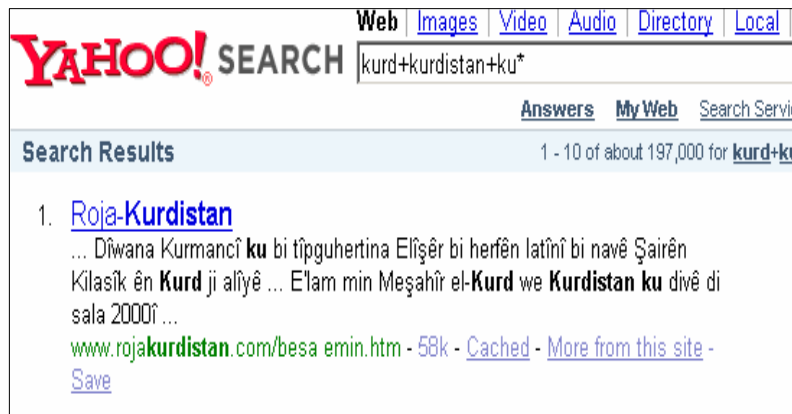 Web | Images | Video | Audio | Directory | Local |
YAHOO!® SEARCH
kurd+kurdistan+ku*
Answers My Web Search Servi
Search Results 1 - 10 of about 197,000 for kurd+ku
1. Roja-Kurdistan
... Dîwana Kurmancî ku bi tîpguhertina Elîşêr bi herfên latînî bi navê Şairên
Kilasîk ên Kurd ji alîyê ... E'lam min Meşahîr el-Kurd we Kurdistan ku divê di
sala 2000î ...
www.rojakurdistan.com/besa emin.htm - 58k - Cached - More from this site -
Save